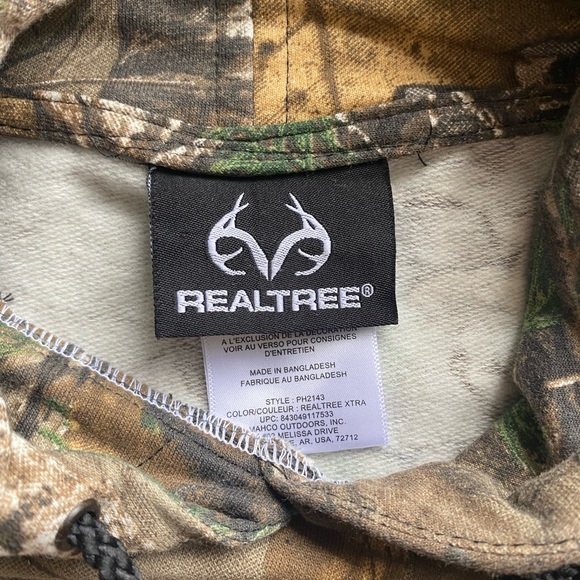 REALTREE®
A L'EXCLUSION DE LA DÉCORATION
VOIR AU VERSO POUR CONSIGNES
D'ENTRETIEN
MADE IN BANGLADESH
FABRIQUE AU BANGLADESH
STYLE : PH2143
COLOR/COULEUR : REALTREE XTRA
UPC: 843049117533
MAHCO OUTDOORS, INC.
MELISSA DRIVE
AR, USA, 72712